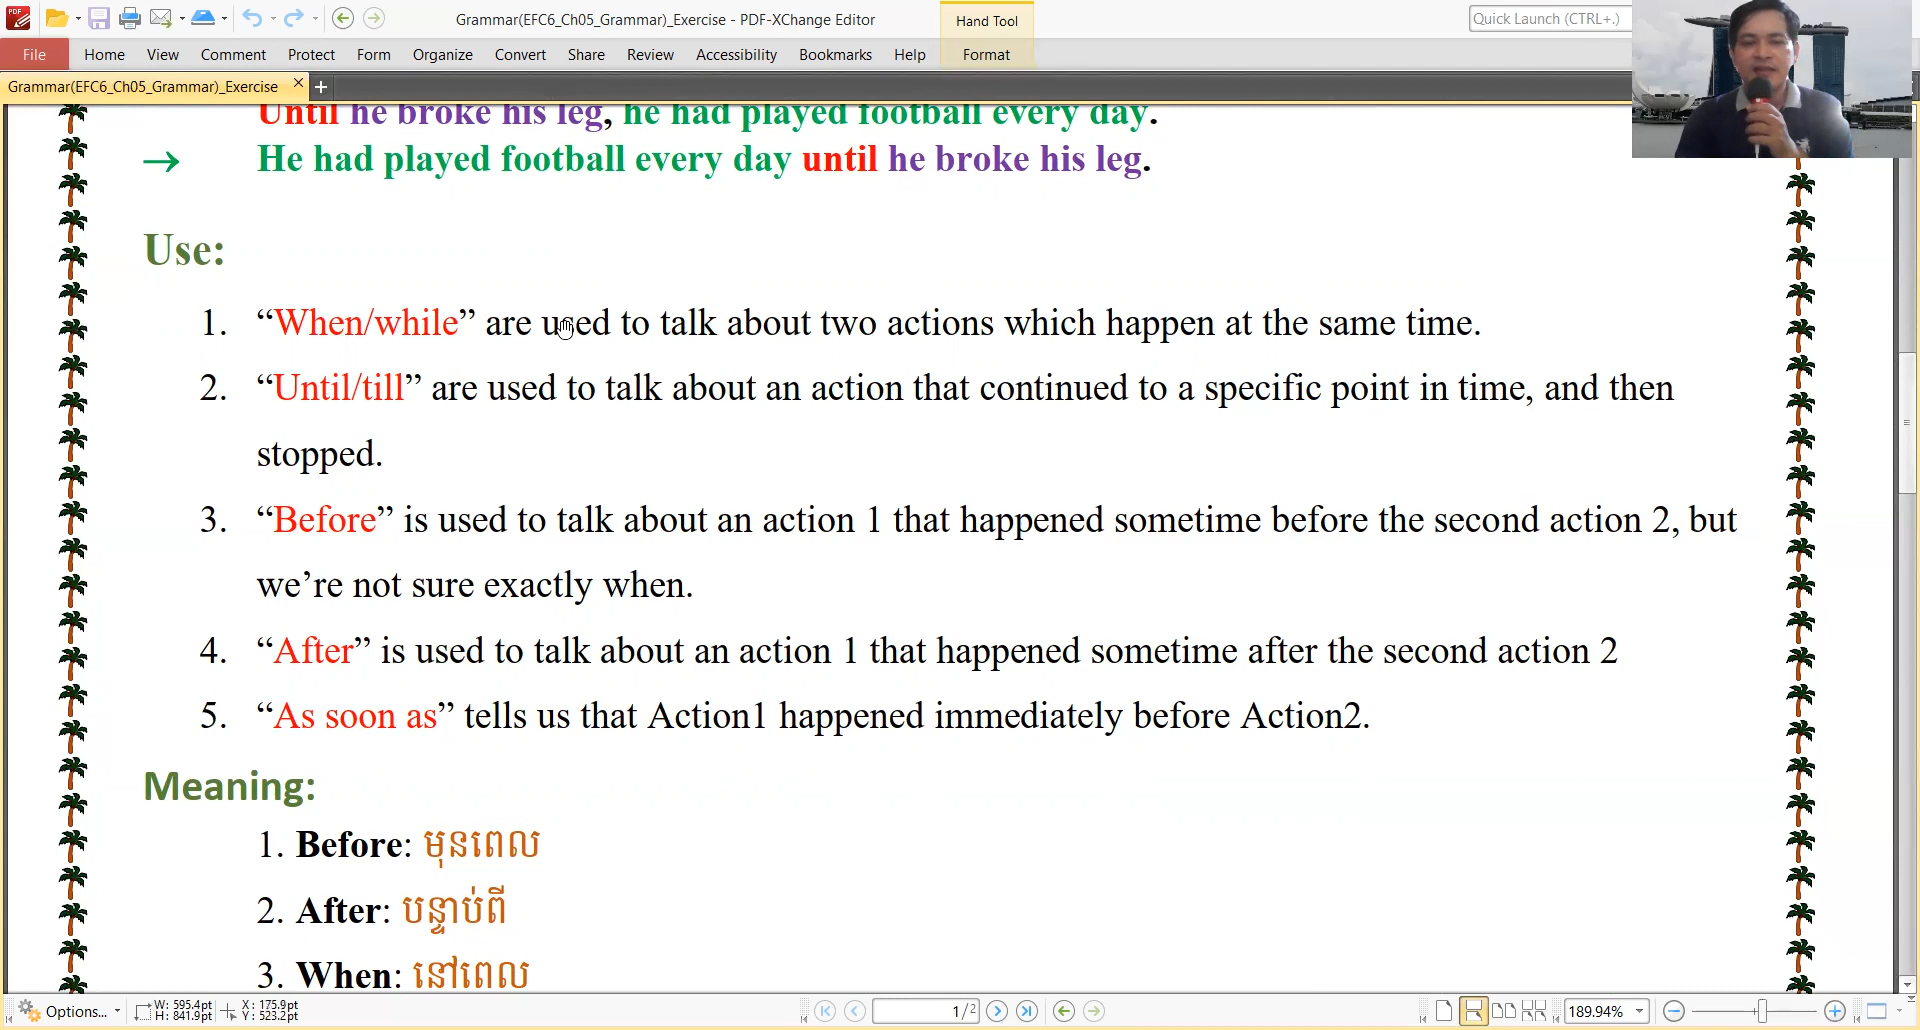 Grammar(EFC6_Ch05_Grammar)_Exercise - PDF-XChange Editor
Hand Tool
Quick Launch (CTRL+.)
File Home View Comment Protect Form Organize Convert Share Review Accessibility Bookmarks Help Format
Grammar(EFC6_Ch05_Grammar)_Exercise
Until he broke his leg, he had played football every day.
→ He had played football every day until he broke his leg.
Use:
1. “When/while” are used to talk about two actions which happen at the same time.
2. “Until/till” are used to talk about an action that continued to a specific point in time, and then
stopped.
3. “Before” is used to talk about an action 1 that happened sometime before the second action 2, but
we’re not sure exactly when.
4. “After” is used to talk about an action 1 that happened sometime after the second action 2
5. “As soon as” tells us that Action1 happened immediately before Action2.
Meaning:
1. Before: មុនពេល
2. After: បន្ទាប់ពី
3. When: នៅពេល
Options... W: 595.4pt X: 175.9pt 1/2 189.94%
H: 841.9pt Y: 523.2pt